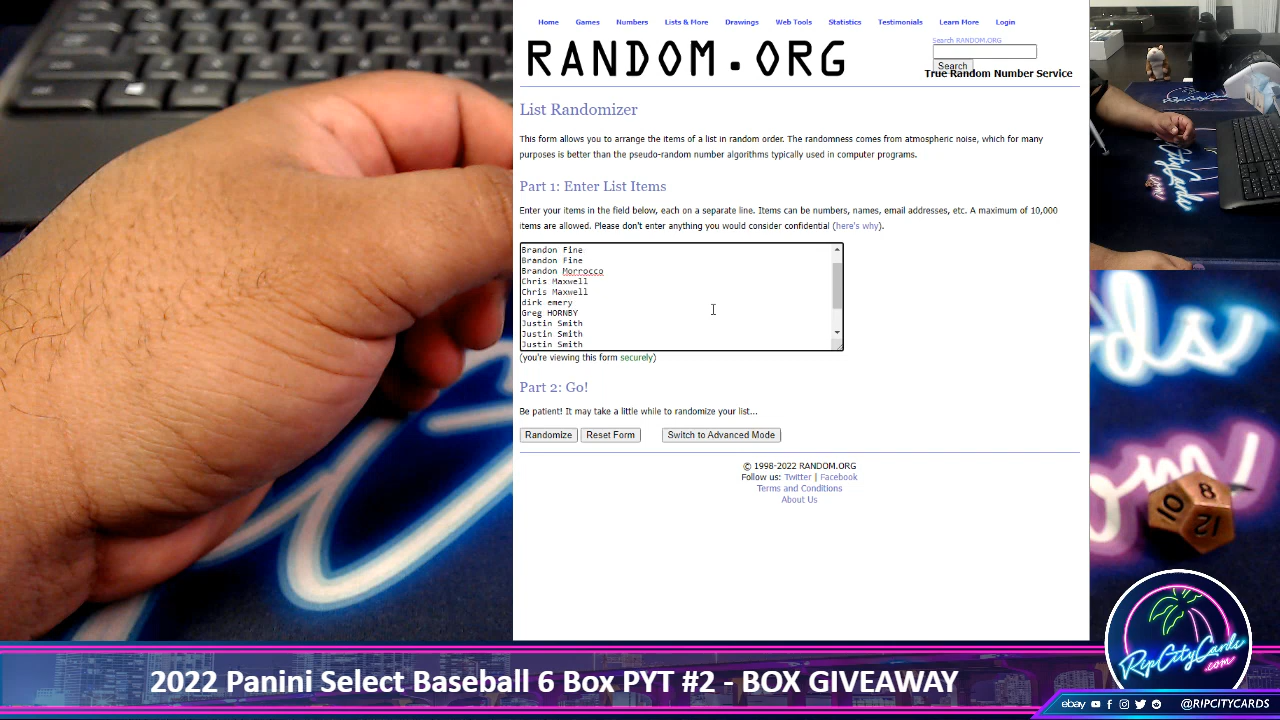 Home Games Numbers Lists & More Drawings Web Tools Statistics Testimonials Learn More Login
RANDOM.ORG
Search RANDOM.ORG
Search
True Random Number Service
List Randomizer
This form allows you to arrange the items of a list in random order. The randomness comes from atmospheric noise, which for many
purposes is better than the pseudo-random number algorithms typically used in computer programs.
Part 1: Enter List Items
Enter your items in the field below, each on a separate line. Items can be numbers, names, email addresses, etc. A maximum of 10,000
items are allowed. Please don't enter anything you would consider confidential (here's why).
Brandon Fine
Brandon Fine
Brandon Morrocco
Chris Maxwell
Chris Maxwell
dirk emery
Greg HORNBY
Justin Smith
Justin Smith
Justin Smith
(you're viewing this form securely)
Part 2: Go!
Be patient! It may take a little while to randomize your list...
Randomize Reset Form Switch to Advanced Mode
© 1998-2022 RANDOM.ORG
Follow us: Twitter | Facebook
Terms and Conditions
About Us
10 8
12
RipCityCards
.com
2022 Panini Select Baseball 6 Box PYT #2 - BOX GIVEAWAY
ebay @RIPCITYCARDS